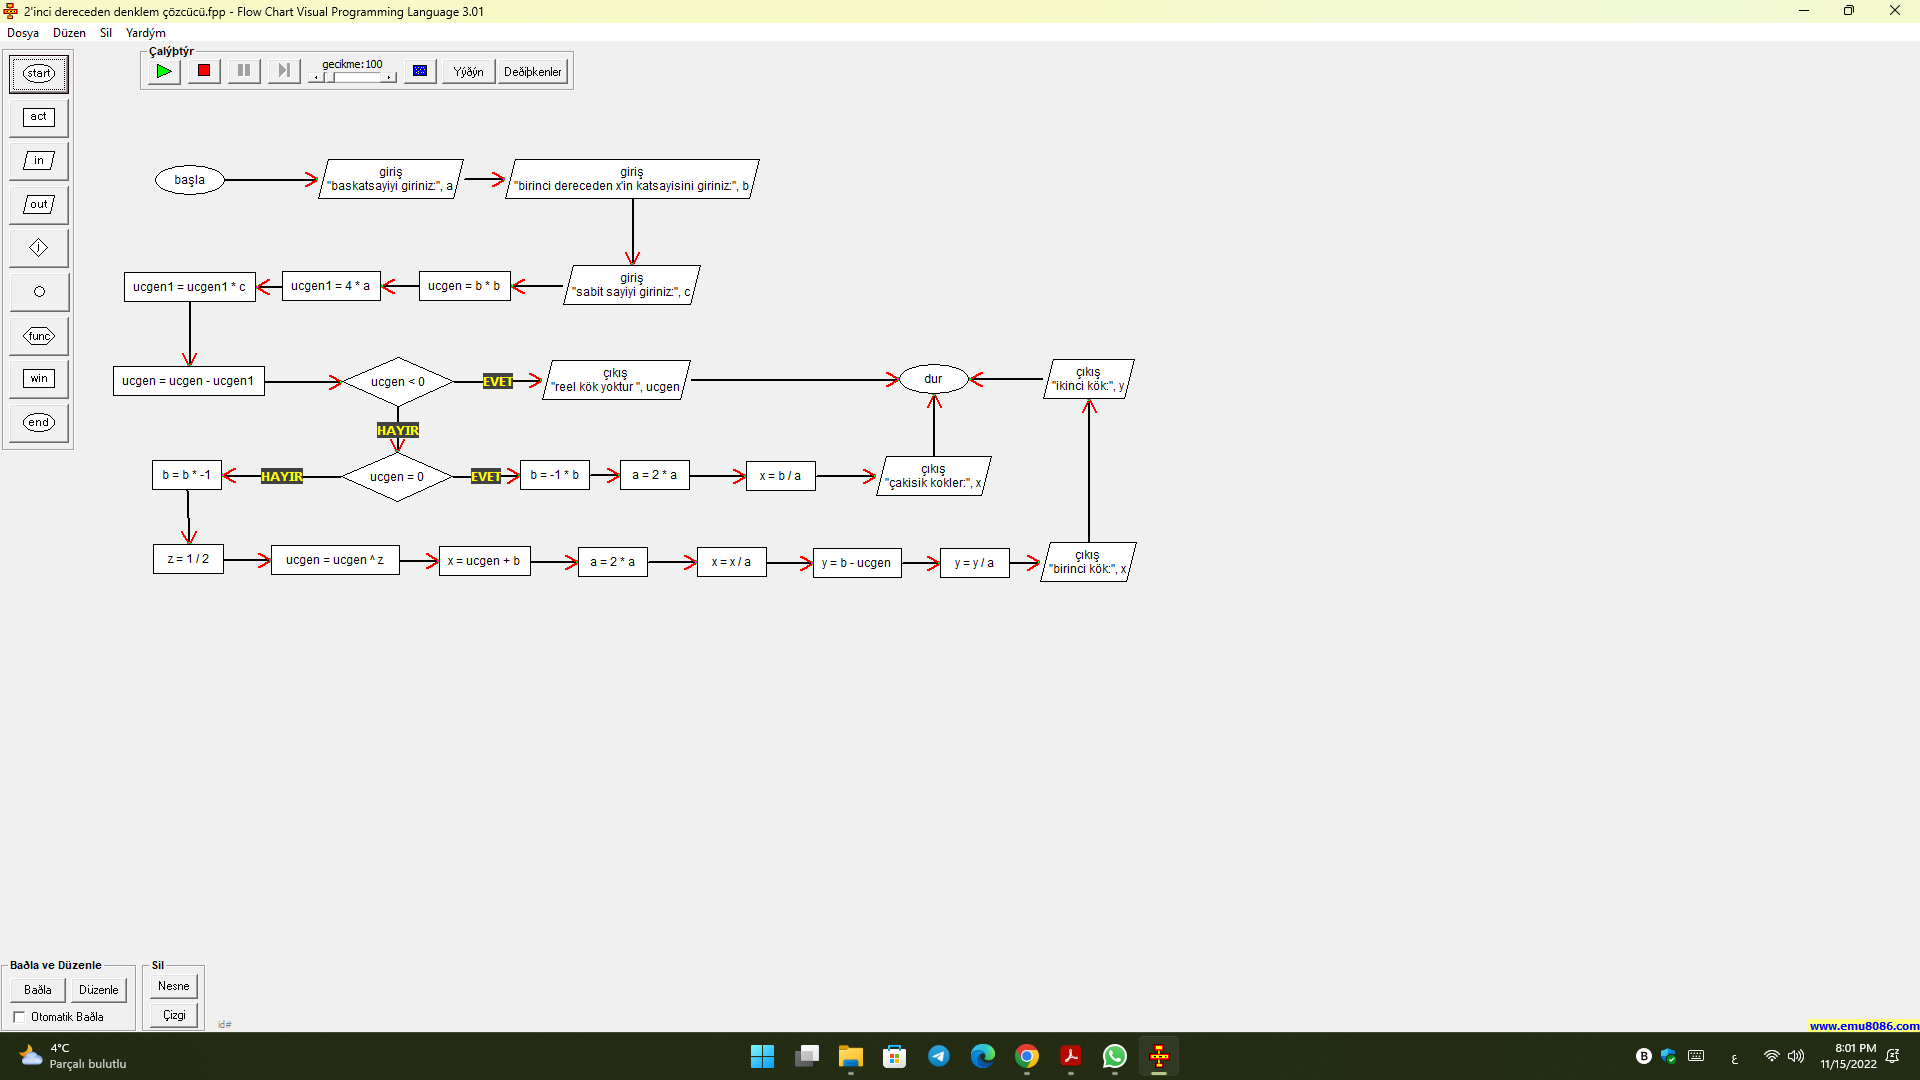 2'inci dereceden denklem çözcücü.fpp - Flow Chart Visual Programming Language 3.01
Dosya Düzen Sil Yardým
Çalýþtýr
gecikme:100
Yýðýn
Deðiþkenler
start
act
in
out
j
func
win
end
başla
giriş
"baskatsayiyi giriniz:", a
giriş
"birinci dereceden x'in katsayisini giriniz:", b
giriş
"sabit sayiyi giriniz:", c
ucgen = b * b
ucgen1 = 4 * a
ucgen1 = ucgen1 * c
ucgen = ucgen - ucgen1
ucgen < 0
EVET
çıkış
"reel kök yoktur ", ucgen
dur
çıkış
"ikinci kök:", y
HAYIR
b = b * -1
HAYIR
ucgen = 0
EVET
b = -1 * b
a = 2 * a
x = b / a
çıkış
"çakisik kokler:", x
z = 1 / 2
ucgen = ucgen ^ z
x = ucgen + b
a = 2 * a
x = x / a
y = b - ucgen
y = y / a
çıkış
"birinci kök:", x
Baðla ve Düzenle
Baðla
Düzenle
Otomatik Baðla
Sil
Nesne
Çizgi
id#
www.emu8086.com
4°C
Parçalı bulutlu
B
ع
8:01 PM
11/15/2022